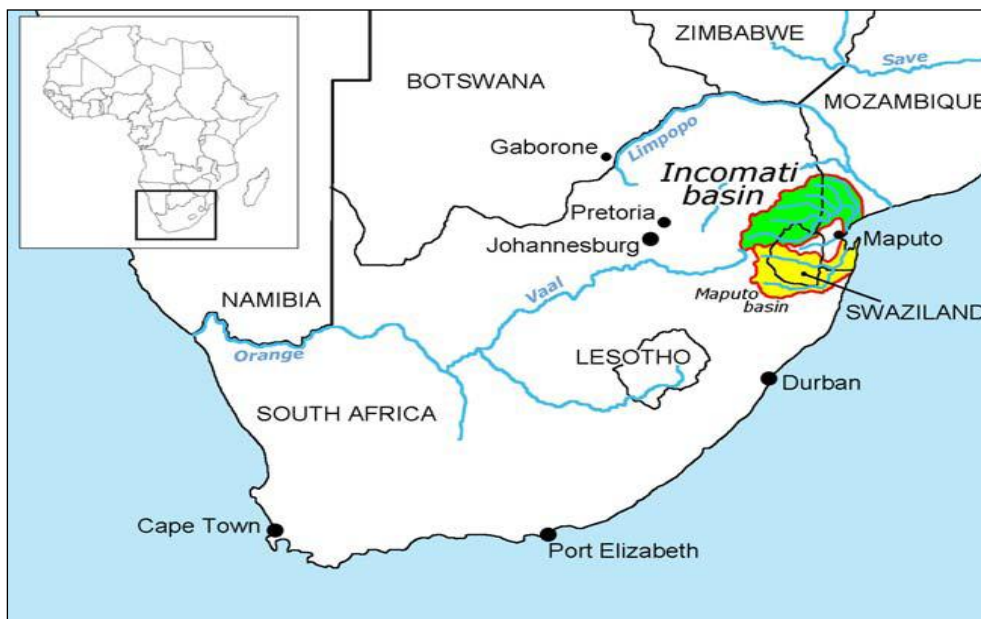 ZIMBABWE
Save
BOTSWANA
MOZAMBIQUE
Gaborone
Limpopo
Incomati
basin
Pretoria
Johannesburg
Maputo
Vaal
NAMIBIA
Maputo
basin
SWAZILAND
Orange
LESOTHO
Durban
SOUTH AFRICA
Cape Town
Port Elizabeth